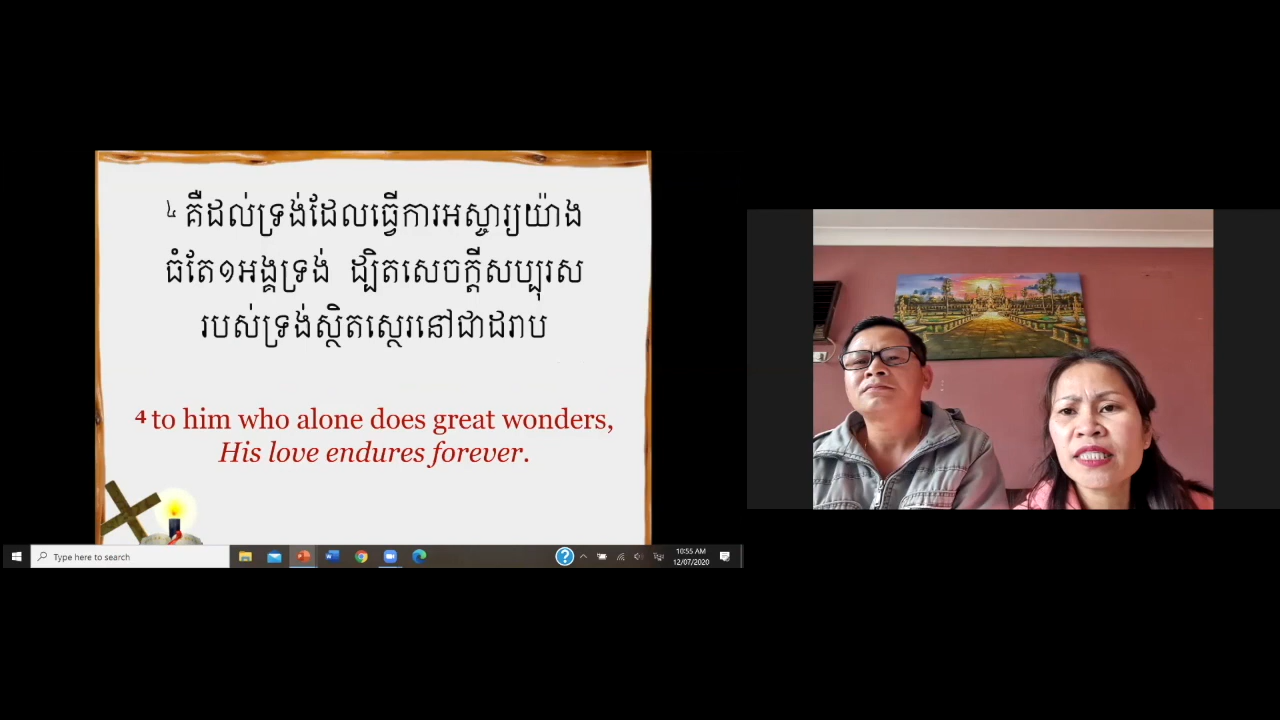 ៤ គឺដល់ទ្រង់ដែលធ្វើការអស្ចារ្យយ៉ាង
ធំតែ១អង្គទ្រង់ ដ្បិតសេចក្ដីសប្បុរស
របស់ទ្រង់ស្ថិតស្ថេរនៅជាដរាប
4 to him who alone does great wonders,
His love endures forever.
Type here to search
10:55 AM
12/07/2020